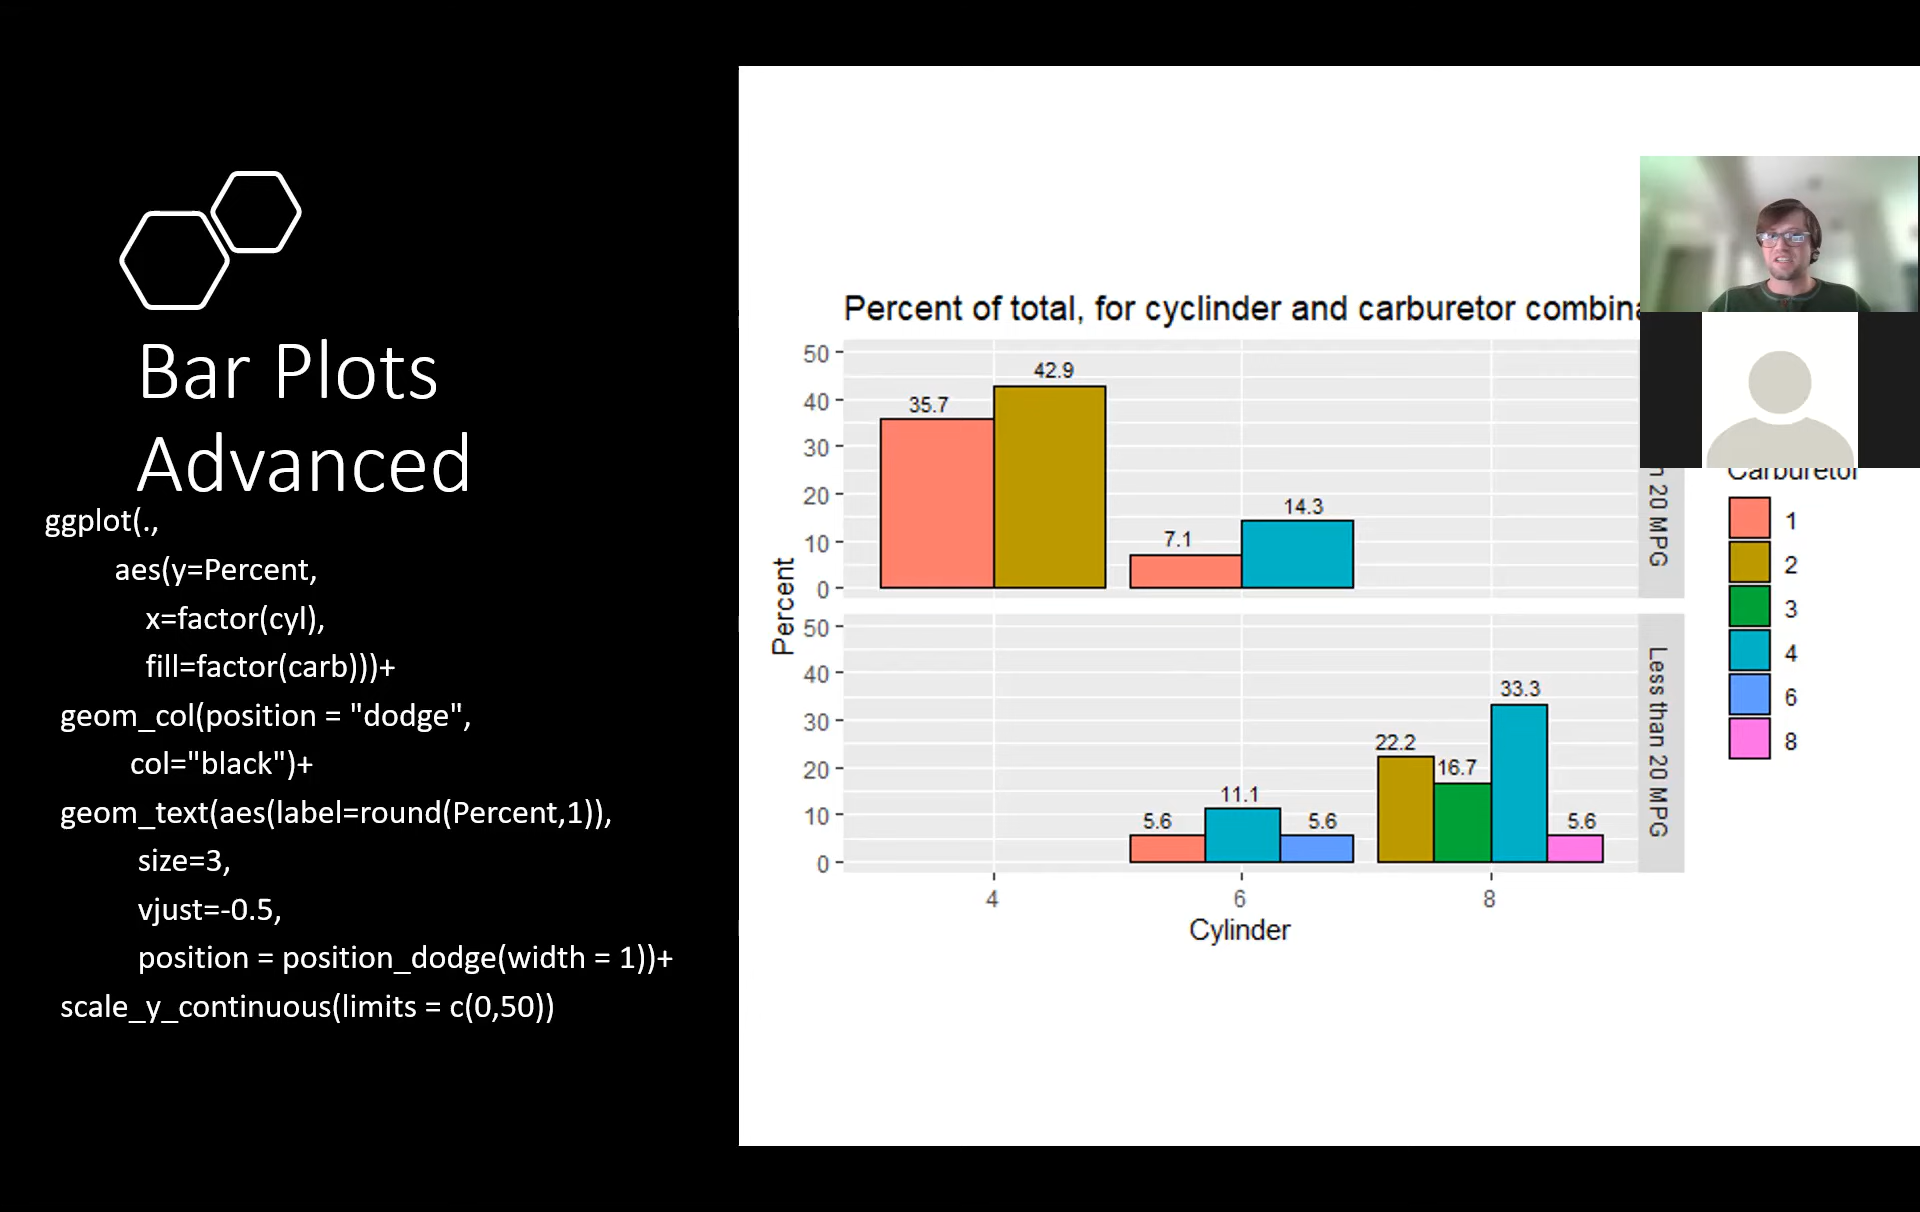 Bar Plots
Advanced
ggplot(.,
aes(y=Percent,
x=factor(cyl),
fill=factor(carb)))+
geom_col(position = "dodge",
col="black")+
geom_text(aes(label=round(Percent,1)),
size=3,
vjust=-0.5,
position = position_dodge(width = 1))+
scale_y_continuous(limits = c(0,50))
Percent of total, for cyclinder and carburetor
50
40
30
20
10
0
35.7
42.9
7.1
14.3
20 MPG
Percent
50
40
30
20
10
0
5.6
11.1
5.6
22.2
16.7
33.3
5.6
Less than 20 MPG
4
6
8
Cylinder
Carburetor
1
2
3
4
6
8